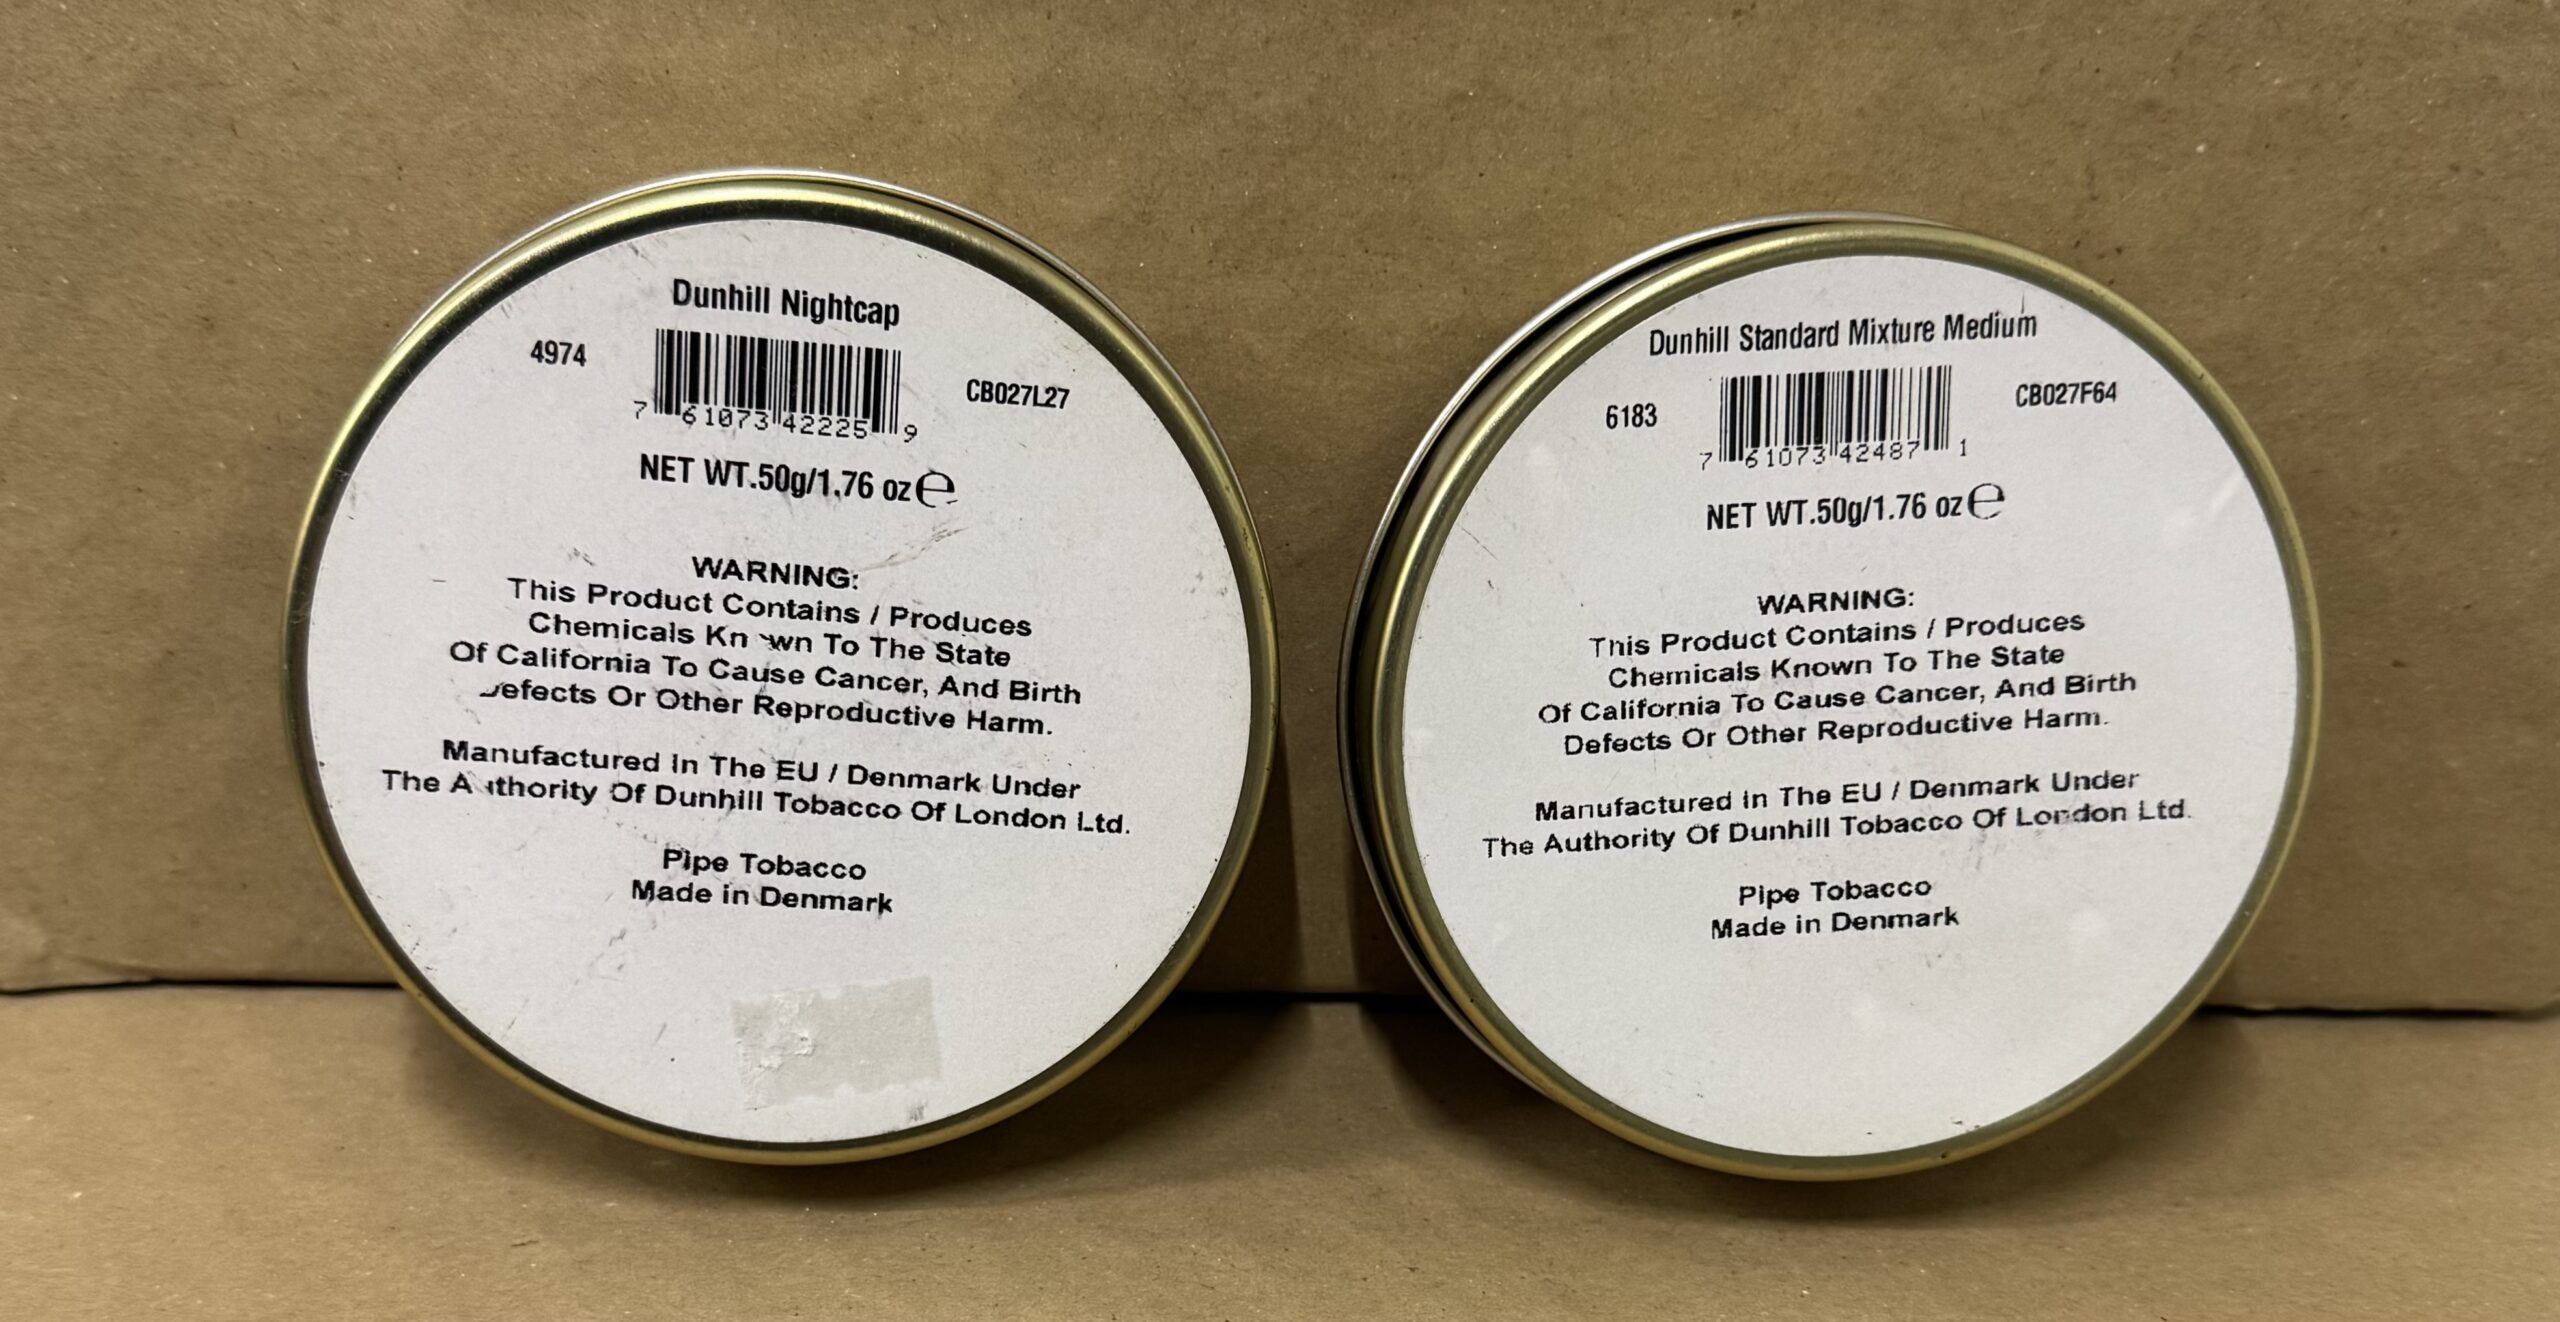 Dunhill Nightcap
4974
CB027L27
7 61073 42225 9
NET WT.50g/1.76 oz ℮
WARNING:
This Product Contains / Produces
Chemicals Kn wn To The State
Of California To Cause Cancer, And Birth
efects Or Other Reproductive Harm.
Manufactured In The EU / Denmark Under
The A thority Of Dunhill Tobacco Of London Ltd.
Pipe Tobacco
Made in Denmark
Dunhill Standard Mixture Medium
6183
CB027F64
7 61073 42487 1
NET WT.50g/1.76 oz ℮
WARNING:
This Product Contains / Produces
Chemicals Known To The State
Of California To Cause Cancer, And Birth
Defects Or Other Reproductive Harm.
Manufactured In The EU / Denmark Under
The Authority Of Dunhill Tobacco Of London Ltd.
Pipe Tobacco
Made in Denmark